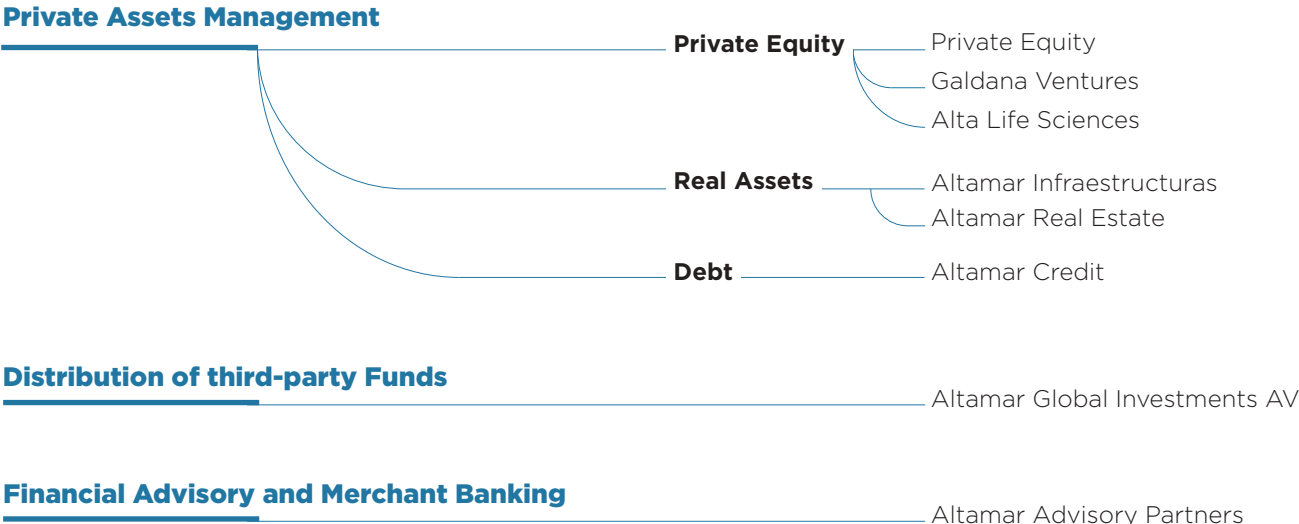 Private Assets Management
Private Equity
Private Equity
Galdana Ventures
Alta Life Sciences
Real Assets
Altamar Infraestructuras
Altamar Real Estate
Debt
Altamar Credit
Distribution of third-party Funds
Altamar Global Investments AV
Financial Advisory and Merchant Banking
Altamar Advisory Partners